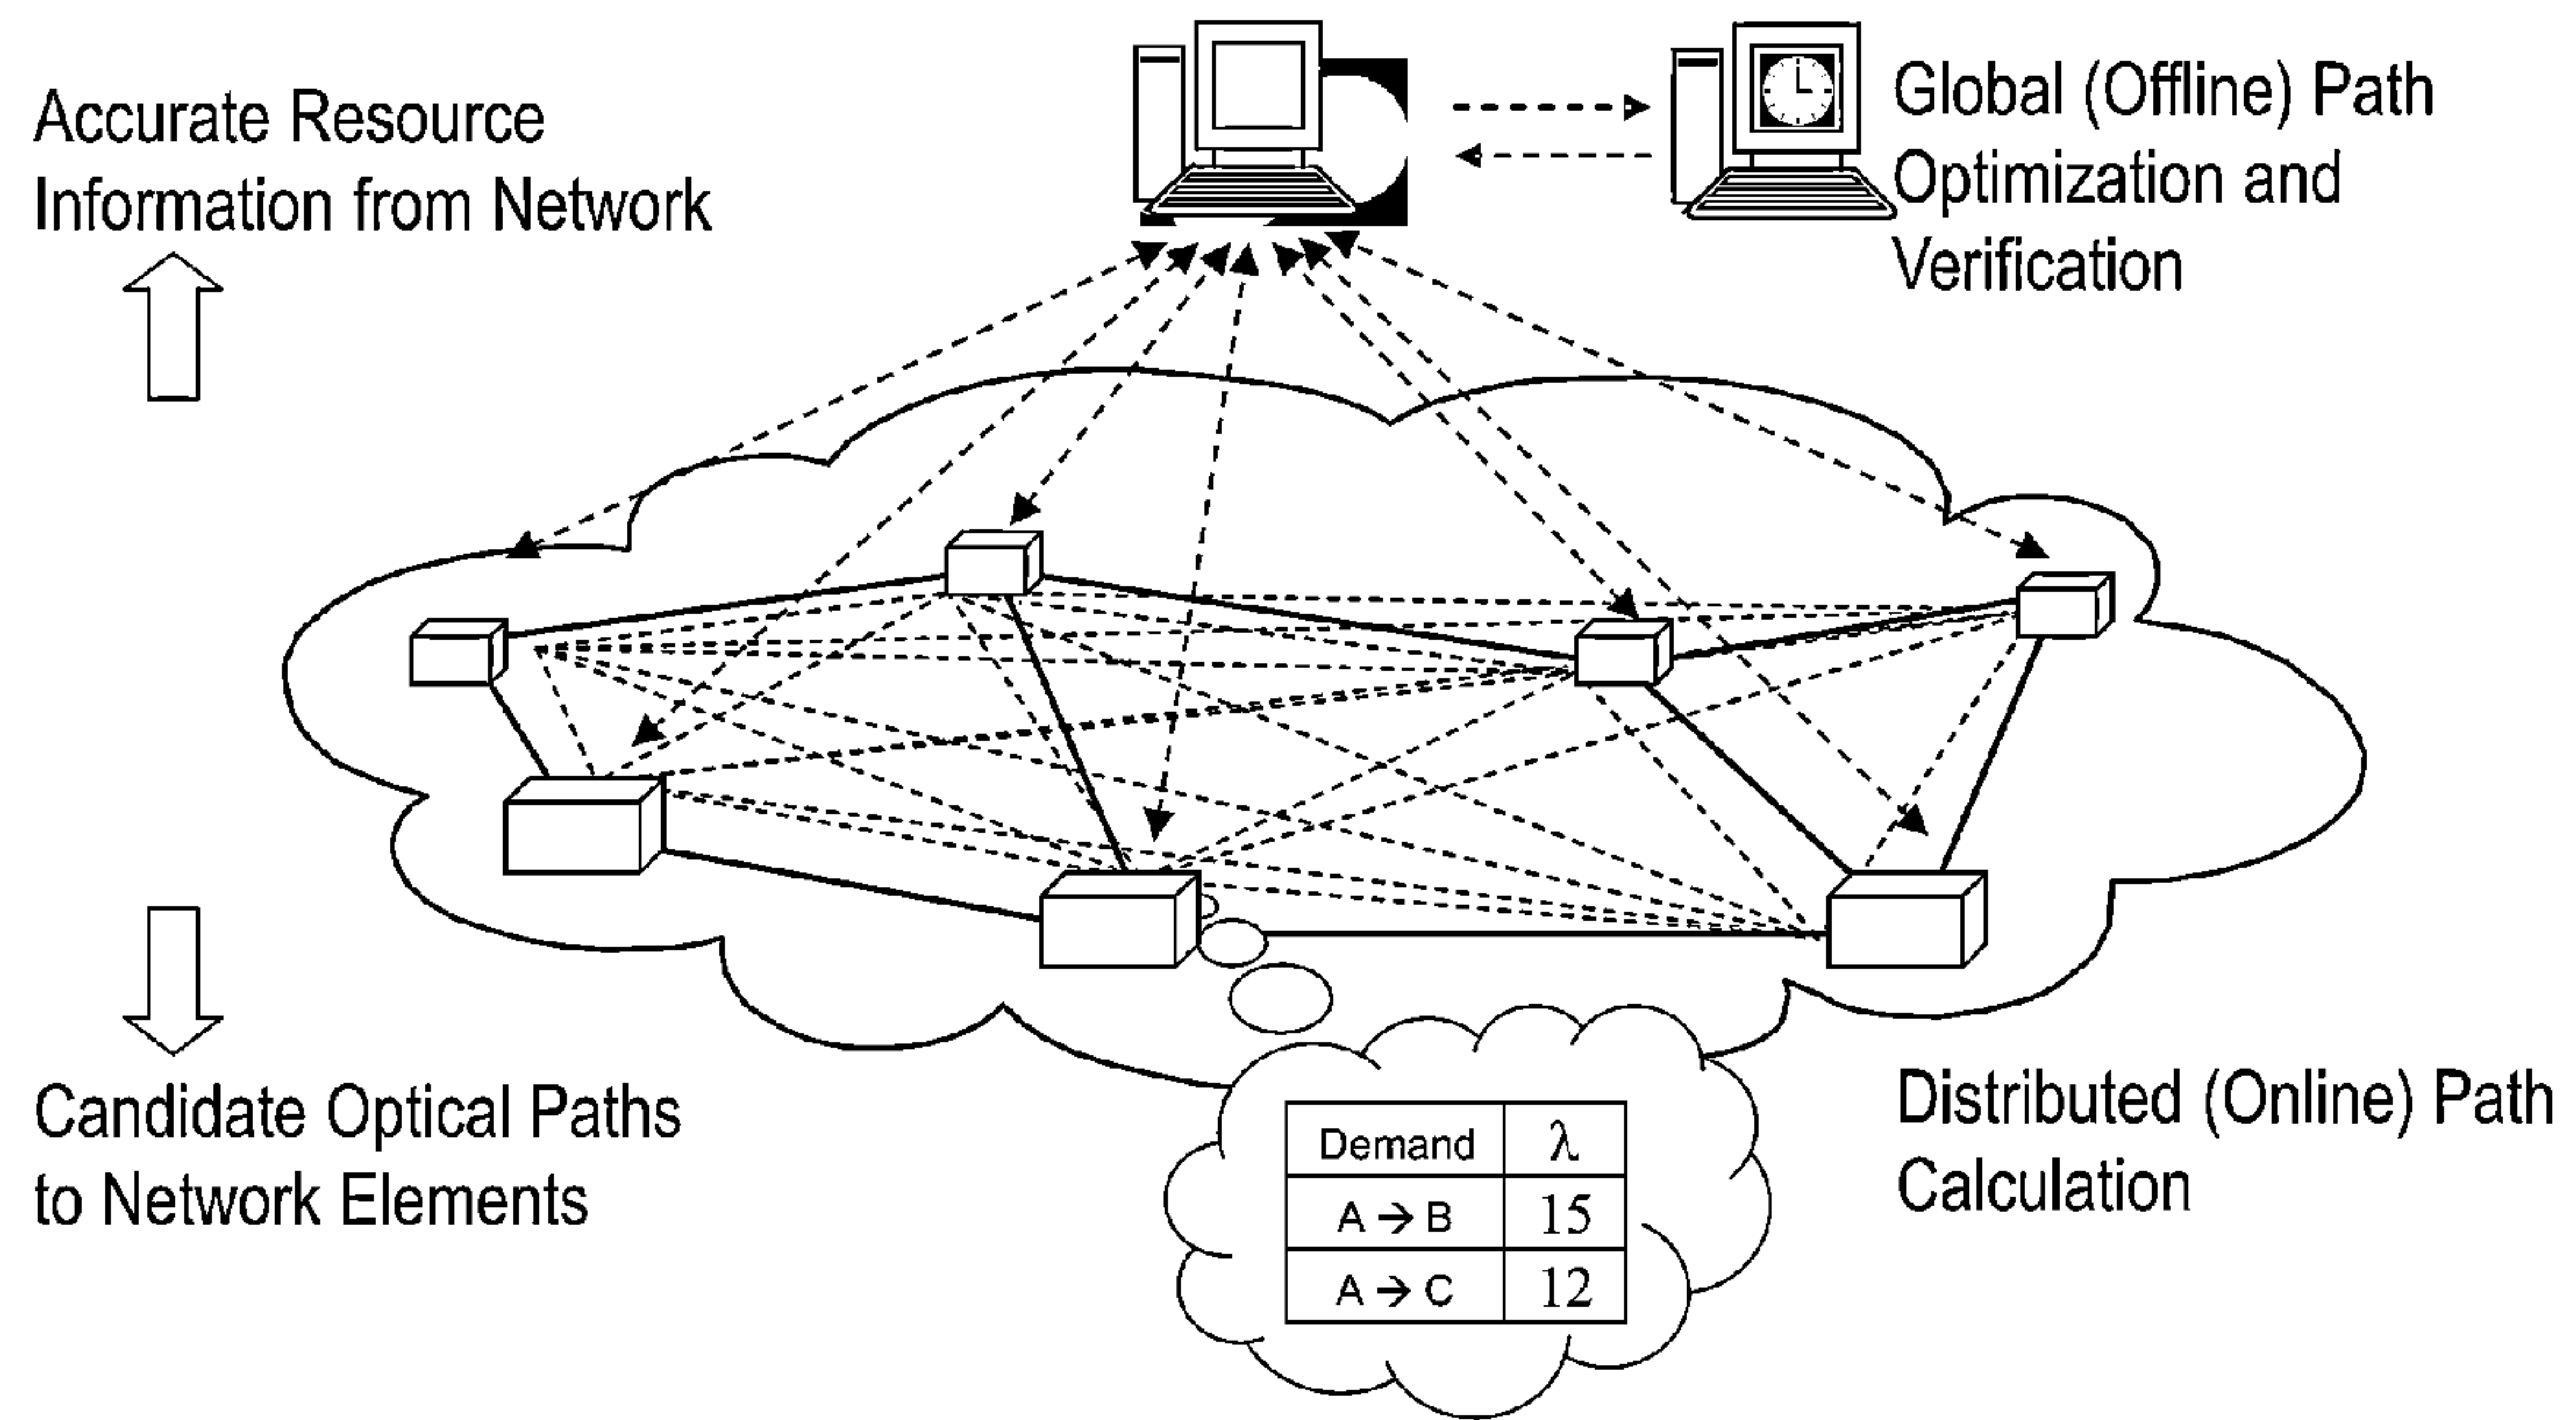 Accurate Resource
Information from Network
Global (Offline) Path
Optimization and
Verification
Candidate Optical Paths
to Network Elements
Demand λ
A → B 15
A → C 12
Distributed (Online) Path
Calculation